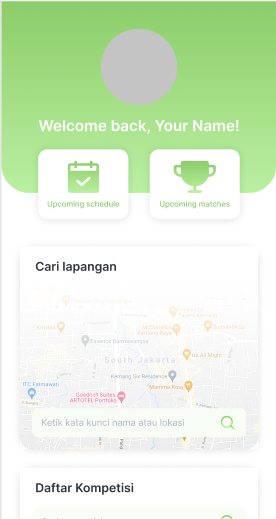 Welcome back, Your Name!
Upcoming schedule
Upcoming matches
Cari lapangan
South Jakarta
Kemang Six Residence
Mamma Rosy
ITC Fatmawati
Goodrich Suites,
ARTOTEL Portfolio
Ketik kata kunci nama atau lokasi
Daftar Kompetisi